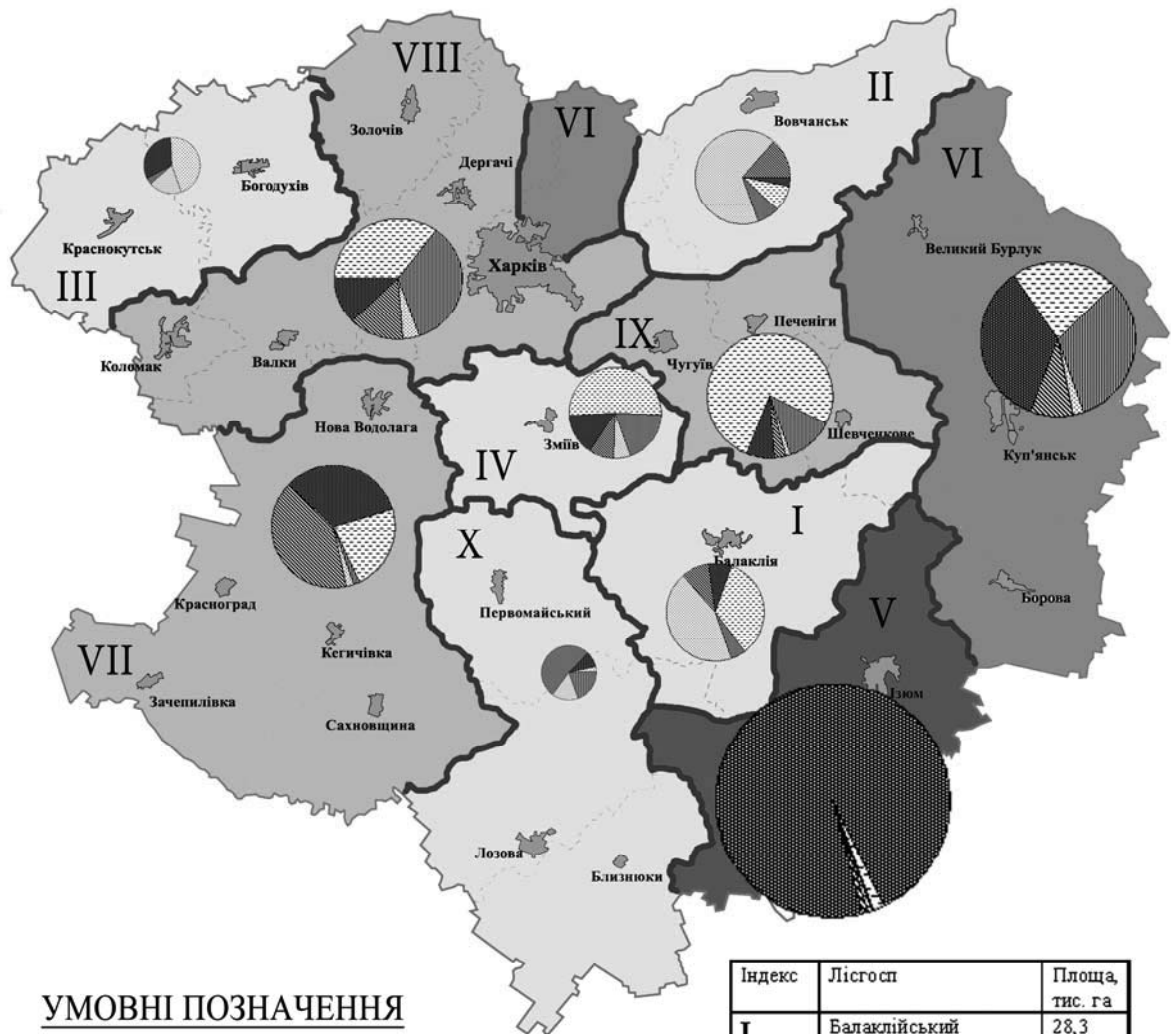 VIII
II
VI
Вовчанськ
Золочів
VI
Дергачі
Богодухів
Великий Бурлук
Краснокутськ
Харків
III
Печеніги
IX
Чугуїв
Коломак
Валки
Нова Водолага
Шевченкове
Зміїв
Куп'янськ
IV
I
X
Балаклія
Красноград
Первомайський
Борова
V
Кегичівка
VII
Зачепилівка
Ізюм
Сахновщина
Лозова
Близнюки
УМОВНІ ПОЗНАЧЕННЯ
Індекс Лісгосп Площа,
тис. га
I Балаклійський 28,3